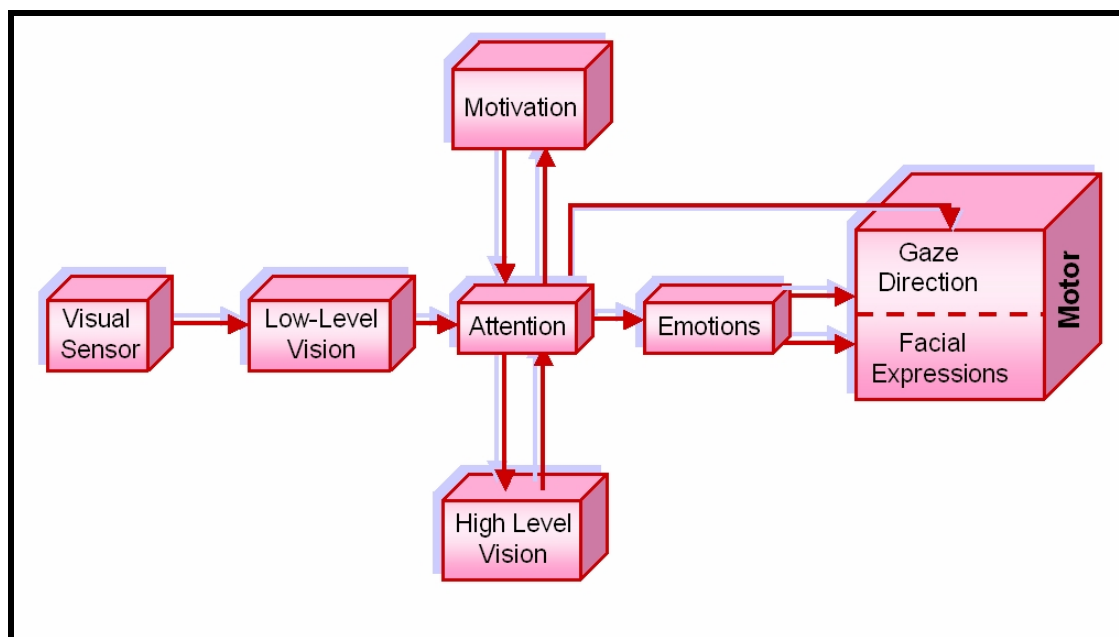 Motivation
Gaze
Direction
Motor
Visual
Sensor
Low-Level
Vision
Attention
Emotions
Facial
Expressions
High Level
Vision